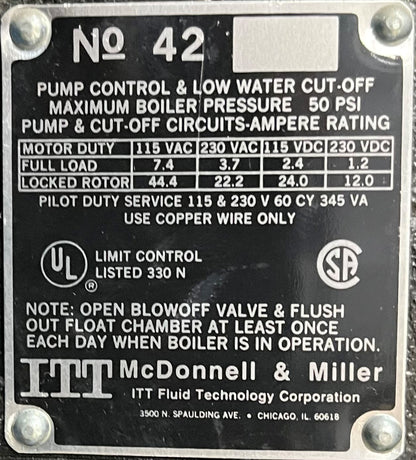 Nº 42
PUMP CONTROL & LOW WATER CUT-OFF
MAXIMUM BOILER PRESSURE 50 PSI
PUMP & CUT-OFF CIRCUITS-AMPERE RATING
MOTOR DUTY 115 VAC 230 VAC 115 VDC 230 VDC
FULL LOAD 7.4 3.7 2.4 1.2
LOCKED ROTOR 44.4 22.2 24.0 12.0
PILOT DUTY SERVICE 115 & 230 V 60 CY 345 VA
USE COPPER WIRE ONLY
UL ® LIMIT CONTROL
LISTED 330 N
SA
NOTE: OPEN BLOWOFF VALVE & FLUSH
OUT FLOAT CHAMBER AT LEAST ONCE
EACH DAY WHEN BOILER IS IN OPERATION.
ITT McDonnell & Miller
ITT Fluid Technology Corporation
3500 N. SPAULDING AVE. • CHICAGO, IL. 60618